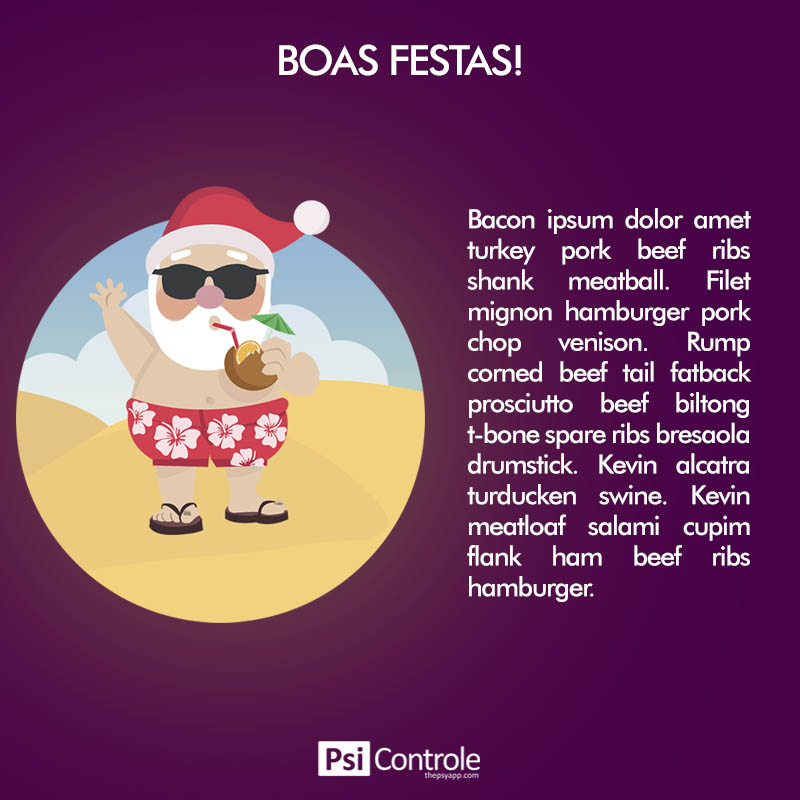 BOAS FESTAS!
Bacon ipsum dolor amet
turkey pork beef ribs
shank meatball. Filet
mignon hamburger pork
chop venison. Rump
corned beef tail fatback
prosciutto beef biltong
t-bone spare ribs bresaola
drumstick. Kevin alcatra
turducken swine. Kevin
meatloaf salami cupim
flank ham beef ribs
hamburger.
Psi Controle
thepsyapp.com